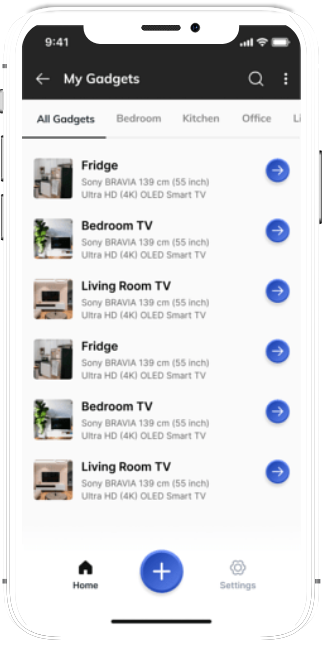 9:41
My Gadgets
All Gadgets Bedroom Kitchen Office Li
Fridge
Sony BRAVIA 139 cm (55 inch)
Ultra HD (4K) OLED Smart TV
Bedroom TV
Sony BRAVIA 139 cm (55 inch)
Ultra HD (4K) OLED Smart TV
Living Room TV
Sony BRAVIA 139 cm (55 inch)
Ultra HD (4K) OLED Smart TV
Fridge
Sony BRAVIA 139 cm (55 inch)
Ultra HD (4K) OLED Smart TV
Bedroom TV
Sony BRAVIA 139 cm (55 inch)
Ultra HD (4K) OLED Smart TV
Living Room TV
Sony BRAVIA 139 cm (55 inch)
Ultra HD (4K) OLED Smart TV
Home Settings